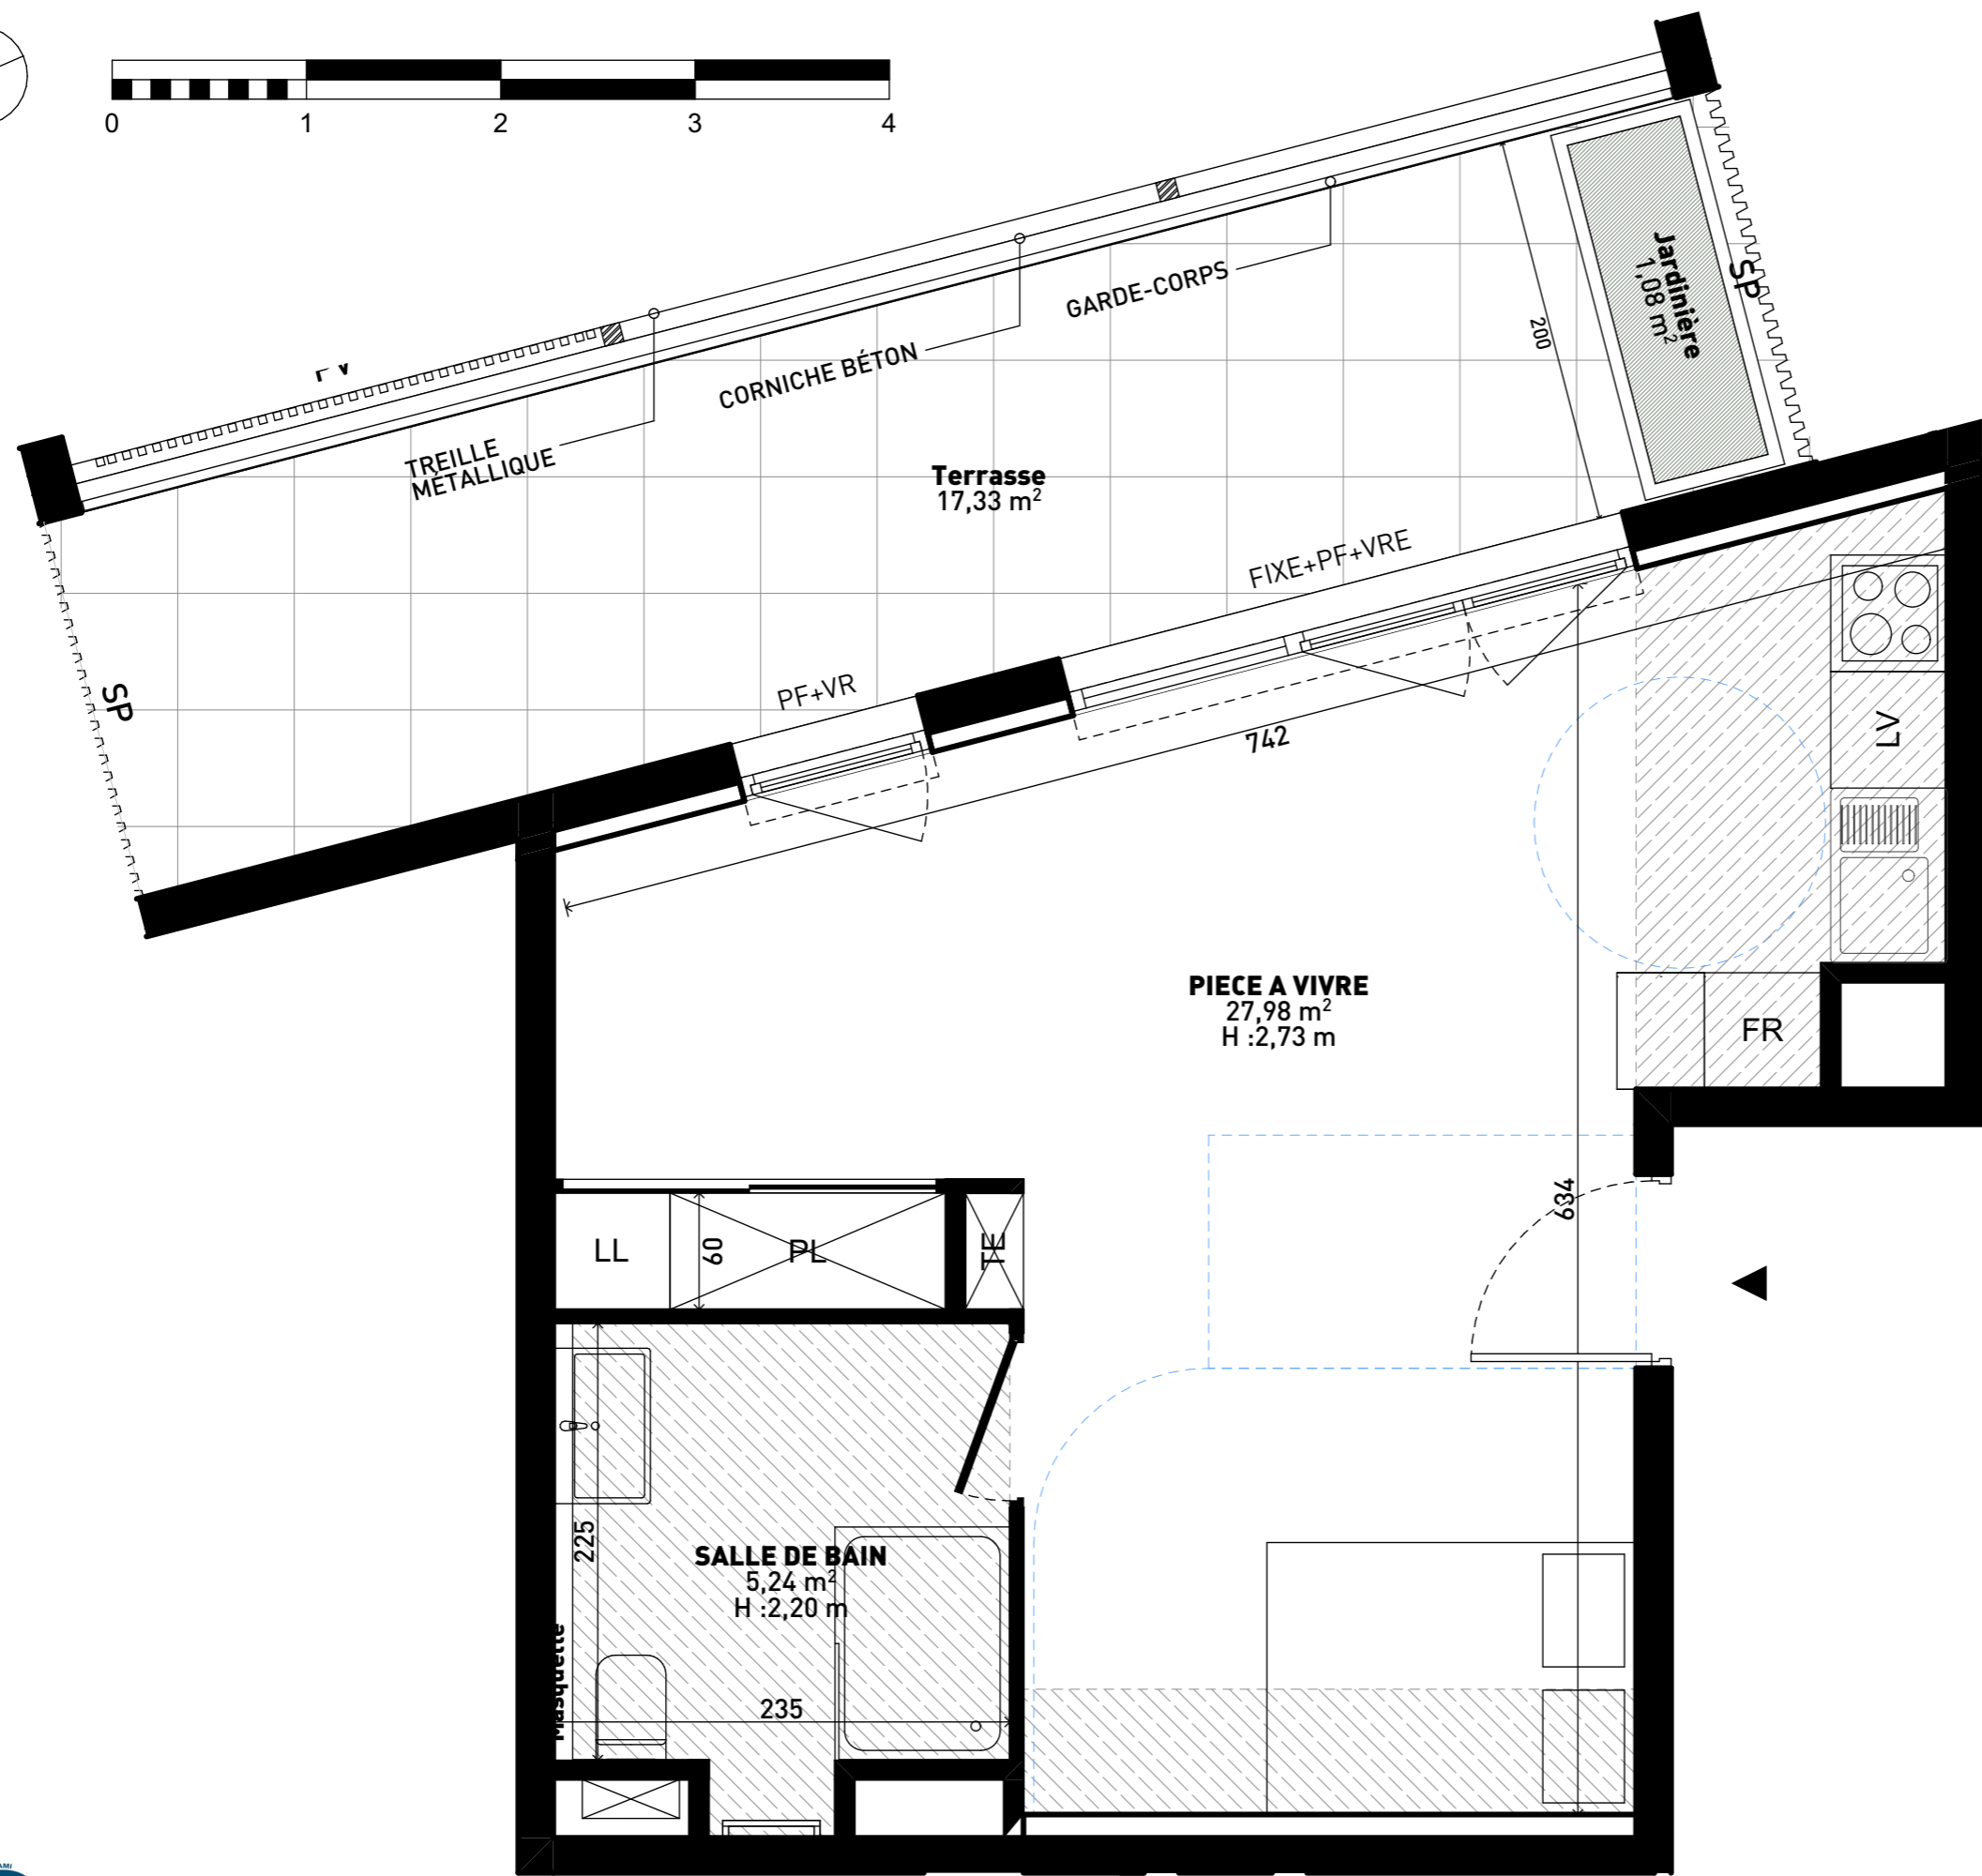 0 1 2 3 4
Jardinière
1,08 m²
SP
200
GARDE-CORPS
CORNICHE BÉTON
TREILLE
MÉTALLIQUE
Terrasse
17,33 m²
FIXE+PF+VRE
PF+VR
SP
742
LV
PIECE A VIVRE
27,98 m²
H :2,73 m
FR
634
LL
60
PL
TE
225
SALLE DE BAIN
5,24 m²
H :2,20 m
Masquette
235